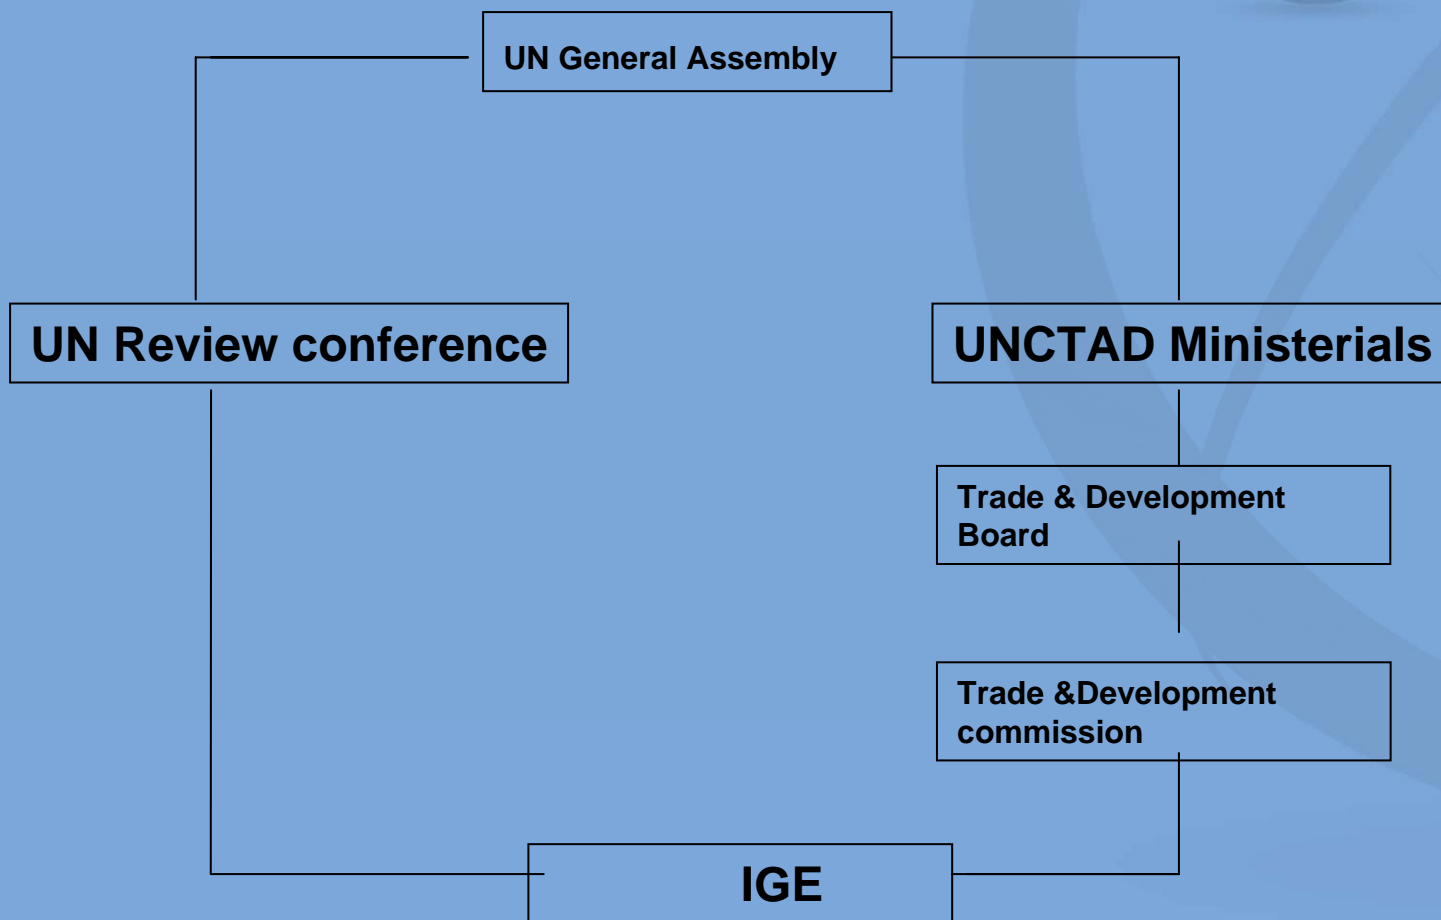 UN General Assembly
UN Review conference
UNCTAD Ministerials
Trade & Development
Board
Trade &Development
commission
IGE